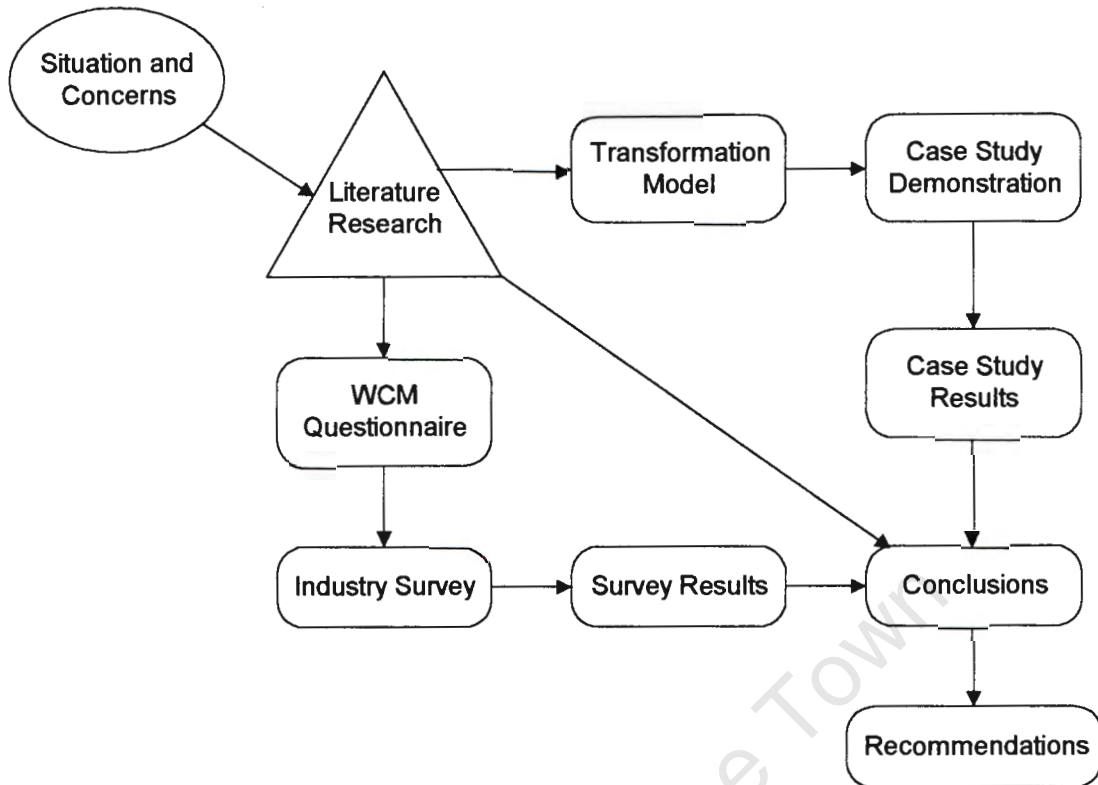 Situation and
Concerns
Literature
Research
Transformation
Model
Case Study
Demonstration
WCM
Questionnaire
Case Study
Results
Industry Survey
Survey Results
Conclusions
Recommendations
Town